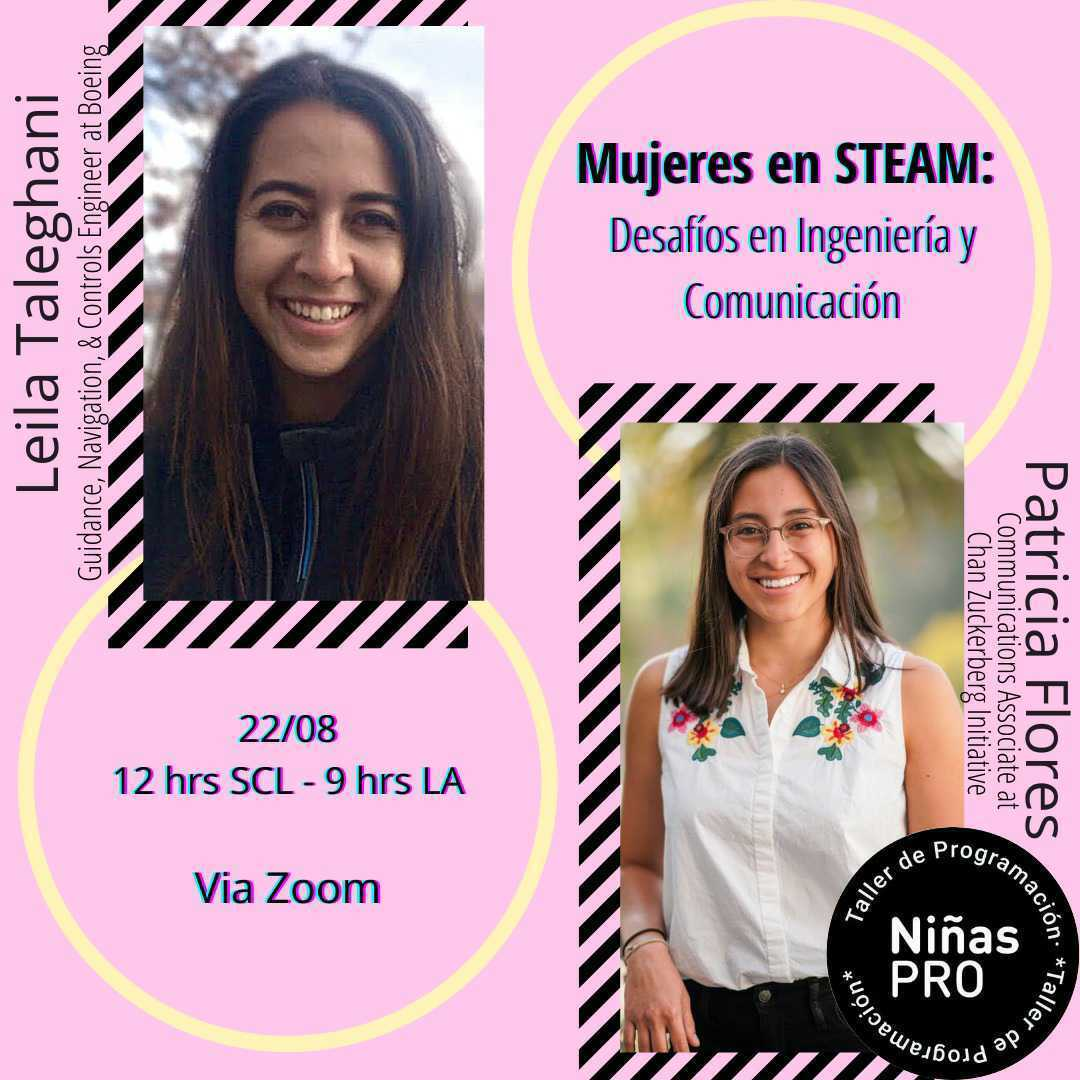 Leila Taleghani
Guidance, Navigation, & Controls Engineer at Boeing
Mujeres en STEAM:
Desafíos en Ingeniería y
Comunicación
Patricia Flores
Communications Associate at
Chan Zuckerberg Initiative
22/08
12 hrs SCL - 9 hrs LA
Via Zoom
Taller de Programación· *Taller de Programación*
Niñas
PRO